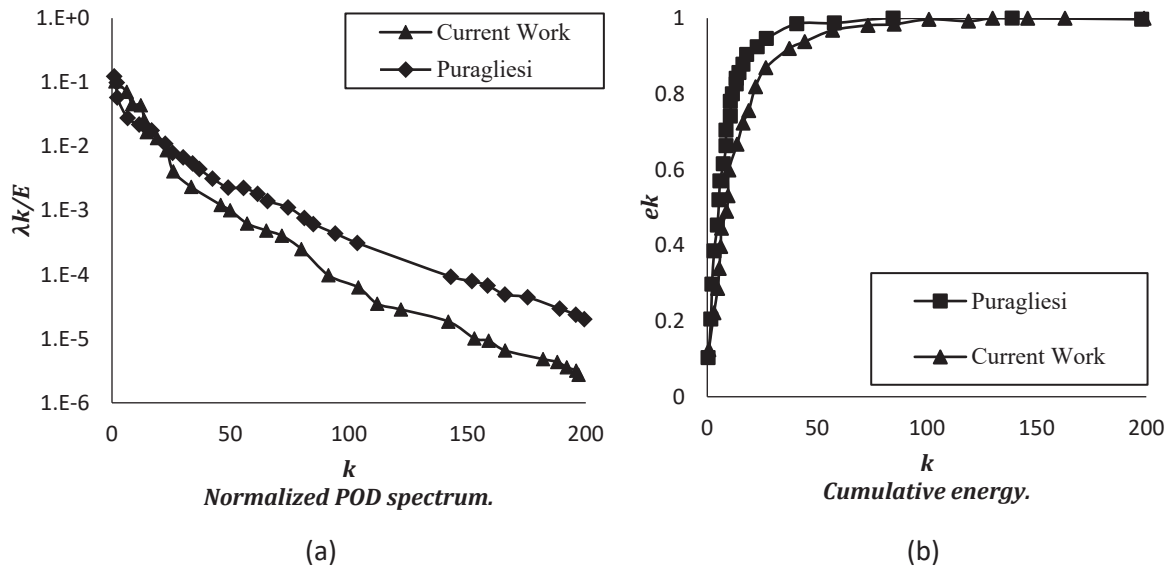 1.E+0
1.E-1
1.E-2
1.E-3
1.E-4
1.E-5
1.E-6
λk/E
Current Work
Puragliesi
0 50 100 150 200
k
Normalized POD spectrum.
(a)
1
0.8
0.6
0.4
0.2
0
ek
Puragliesi
Current Work
0 50 100 150 200
k
Cumulative energy.
(b)